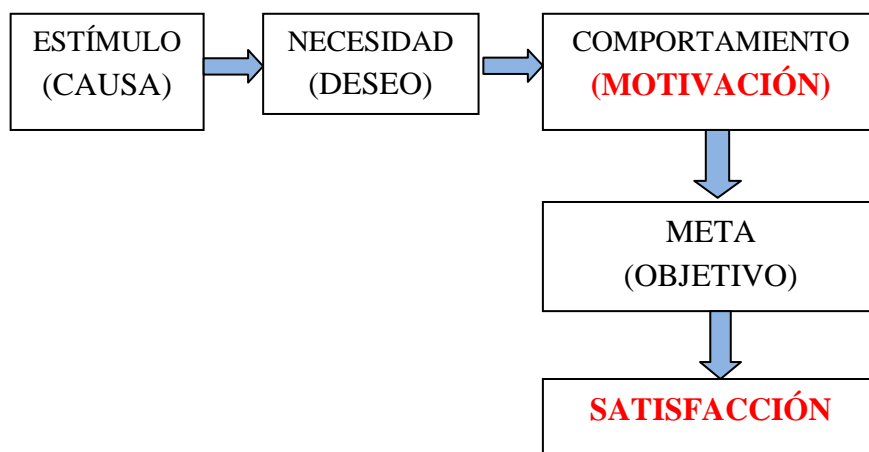 ESTÍMULO
(CAUSA)
NECESIDAD
(DESEO)
COMPORTAMIENTO
(MOTIVACIÓN)
META
(OBJETIVO)
SATISFACCIÓN